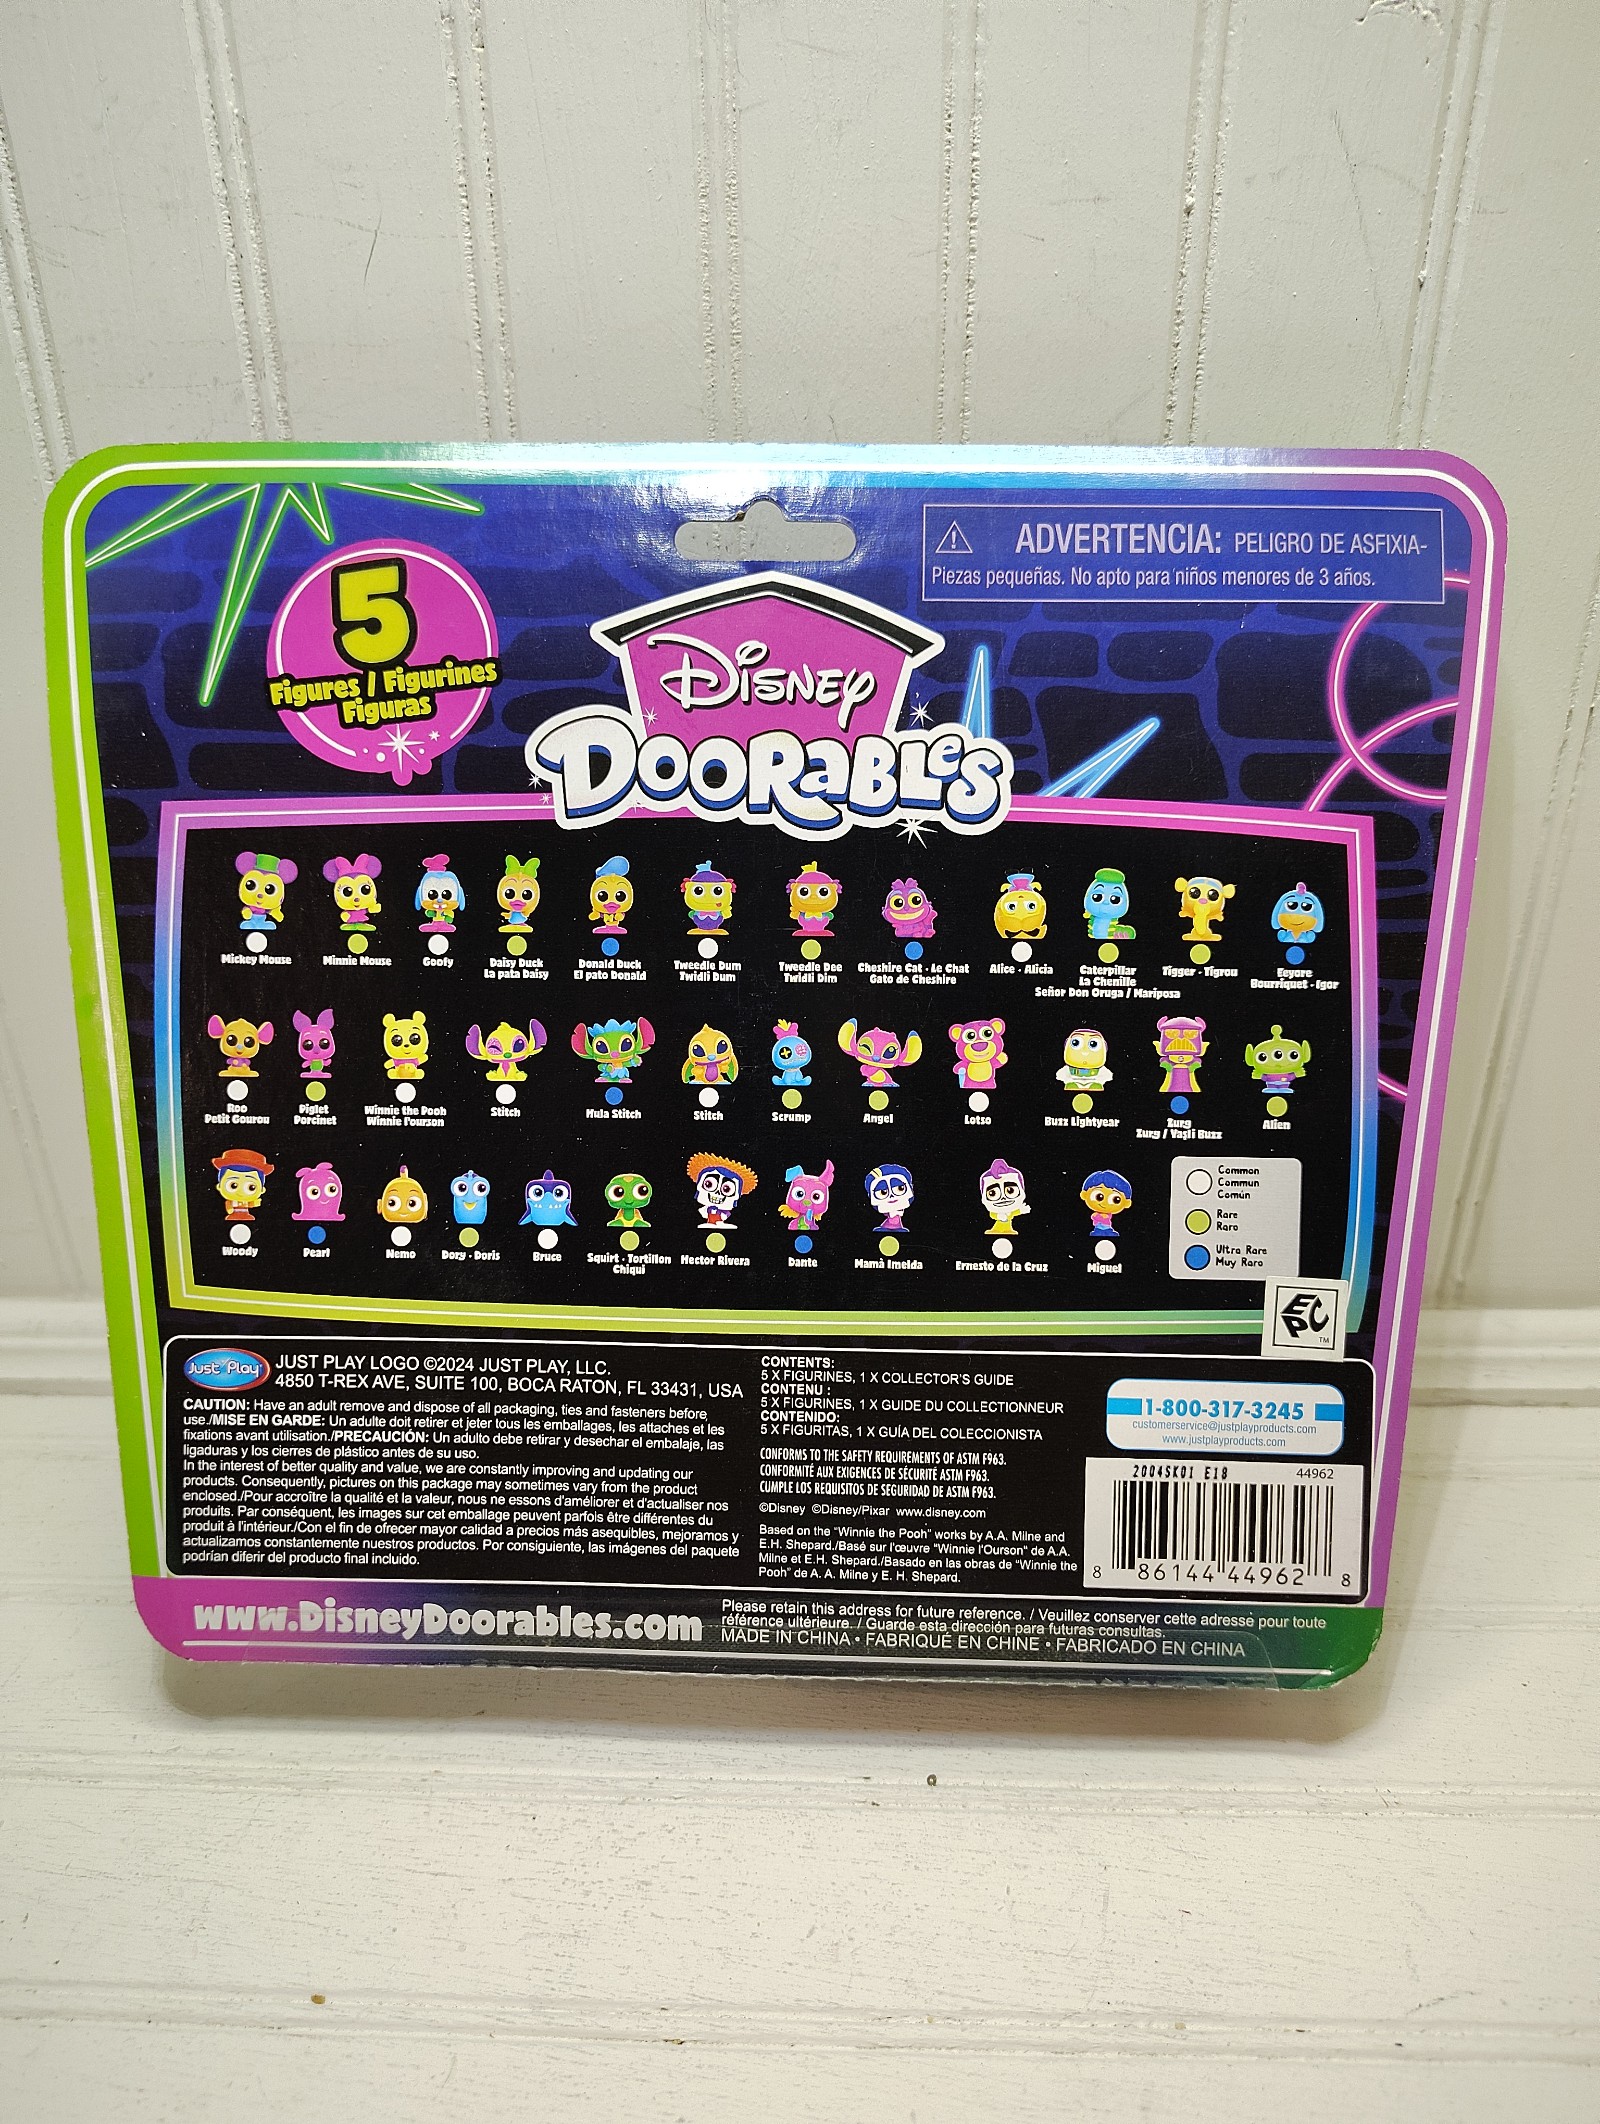 5
Figures / Figurines
Figuras
ADVERTENCIA: PELIGRO DE ASFIXIA-
Piezas pequeñas. No apto para niños menores de 3 años.
Disney
DOORaBLeS
Mickey Mouse
Minnie Mouse
Goofy
Daisy Duck
La pata Daisy
Donald Duck
El pato Donald
Tweedle Dum
Twidli Dum
Tweedle Dee
Twidli Dim
Cheshire Cat - Le Chat
Gato de Cheshire
Alice - Alicia
Caterpillar
La Chenille
Señor Don Oruga / Mariposa
Tigger - Tigrou
Eeyore
Bourriquet - Igor
Roo
Petit Gourou
Piglet
Porcinet
Winnie the Pooh
Winnie l'ourson
Stitch
Hula Stitch
Stitch
Scrump
Angel
Lotso
Buzz Lightyear
Zurg
Zurg / Vasli Buzz
Alien
Woody
Pearl
Nemo
Dory - Doris
Bruce
Squirt - Tortillon
Chiqui
Hector Rivera
Dante
Mamá Imelda
Ernesto de la Cruz
Miguel
Common
Commun
Común
Rare
Raro
Ultra Rare
Muy Raro
EPC
TM
Just Play
JUST PLAY LOGO ©2024 JUST PLAY, LLC.
4850 T-REX AVE, SUITE 100, BOCA RATON, FL 33431, USA
CAUTION: Have an adult remove and dispose of all packaging, ties and fasteners before
use./MISE EN GARDE: Un adulte doit retirer et jeter tous les emballages, les attaches et les
fixations avant utilisation./PRECAUCIÓN: Un adulto debe retirar y desechar el embalaje, las
ligaduras y los cierres de plástico antes de su uso.
In the interest of better quality and value, we are constantly improving and updating our
products. Consequently, pictures on this package may sometimes vary from the product
enclosed./Pour accroître la qualité et la valeur, nous ne essons d'améliorer et d'actualiser nos
produits. Par conséquent, les images sur cet emballage peuvent parfois être différentes du
produit à l'intérieur./Con el fin de ofrecer mayor calidad a precios más asequibles, mejoramos y
actualizamos constantemente nuestros productos. Por consiguiente, las imágenes del paquete
podrían diferir del producto final incluido.
CONTENTS:
5 X FIGURINES, 1 X COLLECTOR'S GUIDE
CONTENU :
5 X FIGURINES, 1 X GUIDE DU COLLECTIONNEUR
CONTENIDO:
5 X FIGURITAS, 1 X GUÍA DEL COLECCIONISTA
CONFORMS TO THE SAFETY REQUIREMENTS OF ASTM F963.
CONFORMITÉ AUX EXIGENCES DE SÉCURITÉ ASTM F963.
CUMPLE LOS REQUISITOS DE SEGURIDAD DE ASTM F963.
©Disney ©Disney/Pixar www.disney.com
Based on the "Winnie the Pooh" works by A.A. Milne and
E.H. Shepard./Basé sur l'œuvre "Winnie l'Ourson" de A.A.
Milne et E.H. Shepard./Basado en las obras de "Winnie the
Pooh" de A. A. Milne y E. H. Shepard.
1-800-317-3245
customerservice@justplayproducts.com
www.justplayproducts.com
2004SK01 E18 44962
8 86144 44962 8
www.DisneyDoorables.com
Please retain this address for future reference. / Veuillez conserver cette adresse pour toute
référence ultérieure. / Guarde esta dirección para futuras consultas.
MADE IN CHINA • FABRIQUÉ EN CHINE • FABRICADO EN CHINA